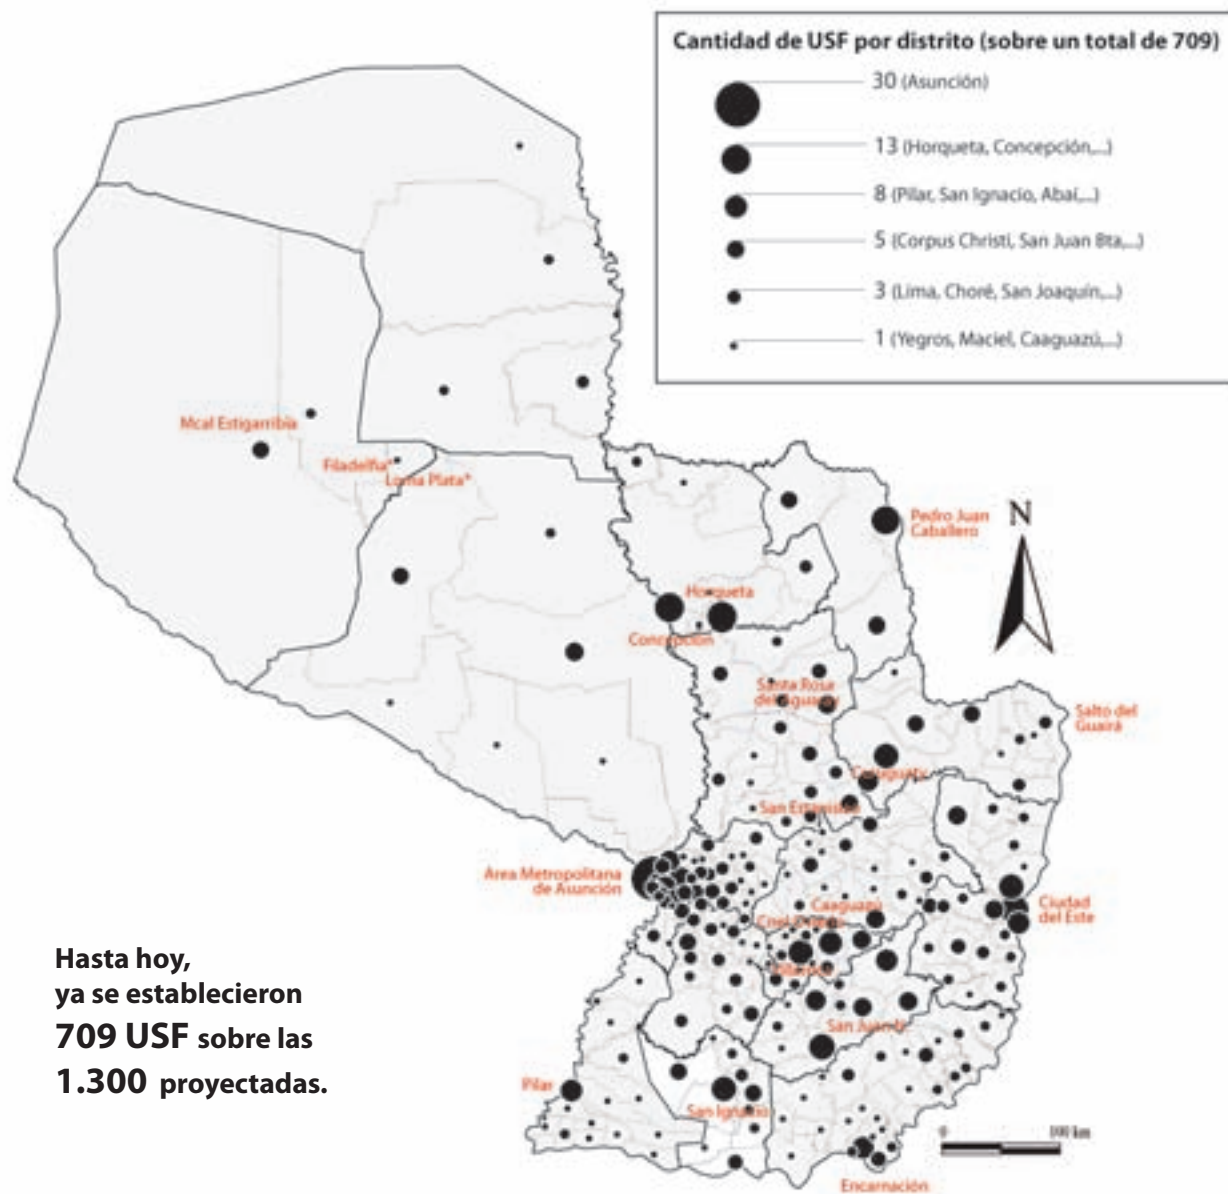 Cantidad de USF por distrito (sobre un total de 709)
30 (Asunción)
13 (Horqueta, Concepción,...)
8 (Pilar, San Ignacio, Abaí,...)
5 (Corpus Christi, San Juan Bta,...)
3 (Lima, Choré, San Joaquín,...)
1 (Yegros, Maciel, Caaguazú,...)
Mcal Estigarribia
Filadelfia*
Loma Plata*
Pedro Juan
Caballero
N
Horqueta
Concepción
Santa Rosa
del Aguaray
Salto del
Guairá
Curuguaty
San Estanislao
Area Metropolitana
de Asunción
Caaguazú
Ciudad
del Este
Cnel Oviedo
Villarrica
San Juan N
Pilar
San Ignacio
Encarnación
0 100 km
Hasta hoy,
ya se establecieron
709 USF sobre las
1.300 proyectadas.